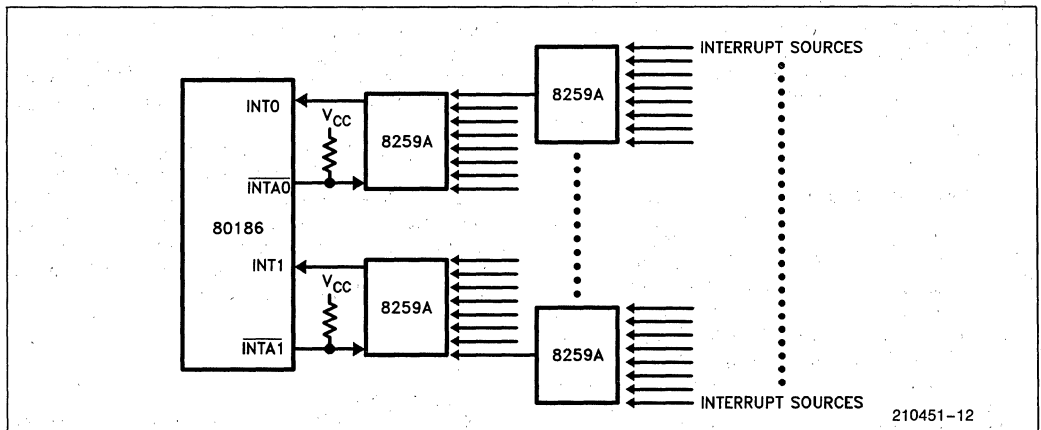 INTERRUPT SOURCES
8259A
INT0
VCC
8259A
INTA0
80186
INT1
VCC
8259A
INTA1
8259A
INTERRUPT SOURCES
210451-12